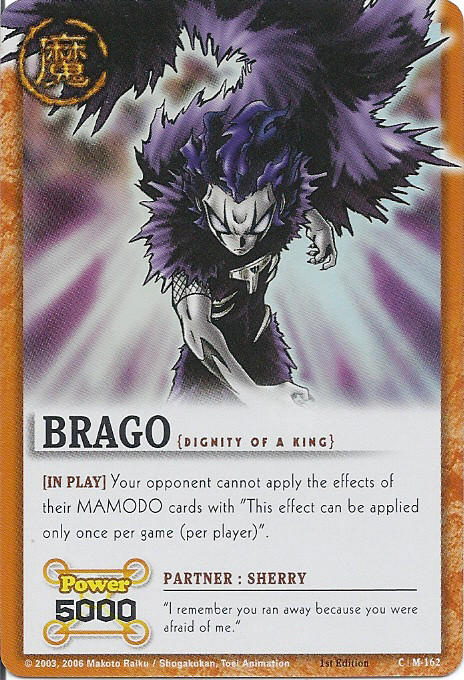 魔
BRAGO {DIGNITY OF A KING}
[IN PLAY] Your opponent cannot apply the effects of
their MAMODO cards with "This effect can be applied
only once per game (per player)".
Power
5000
PARTNER : SHERRY
"I remember you ran away because you were
afraid of me."
© 2003, 2006 Makoto Raiku / Shogakukan, Toei Animation 1st Edition C | M-162